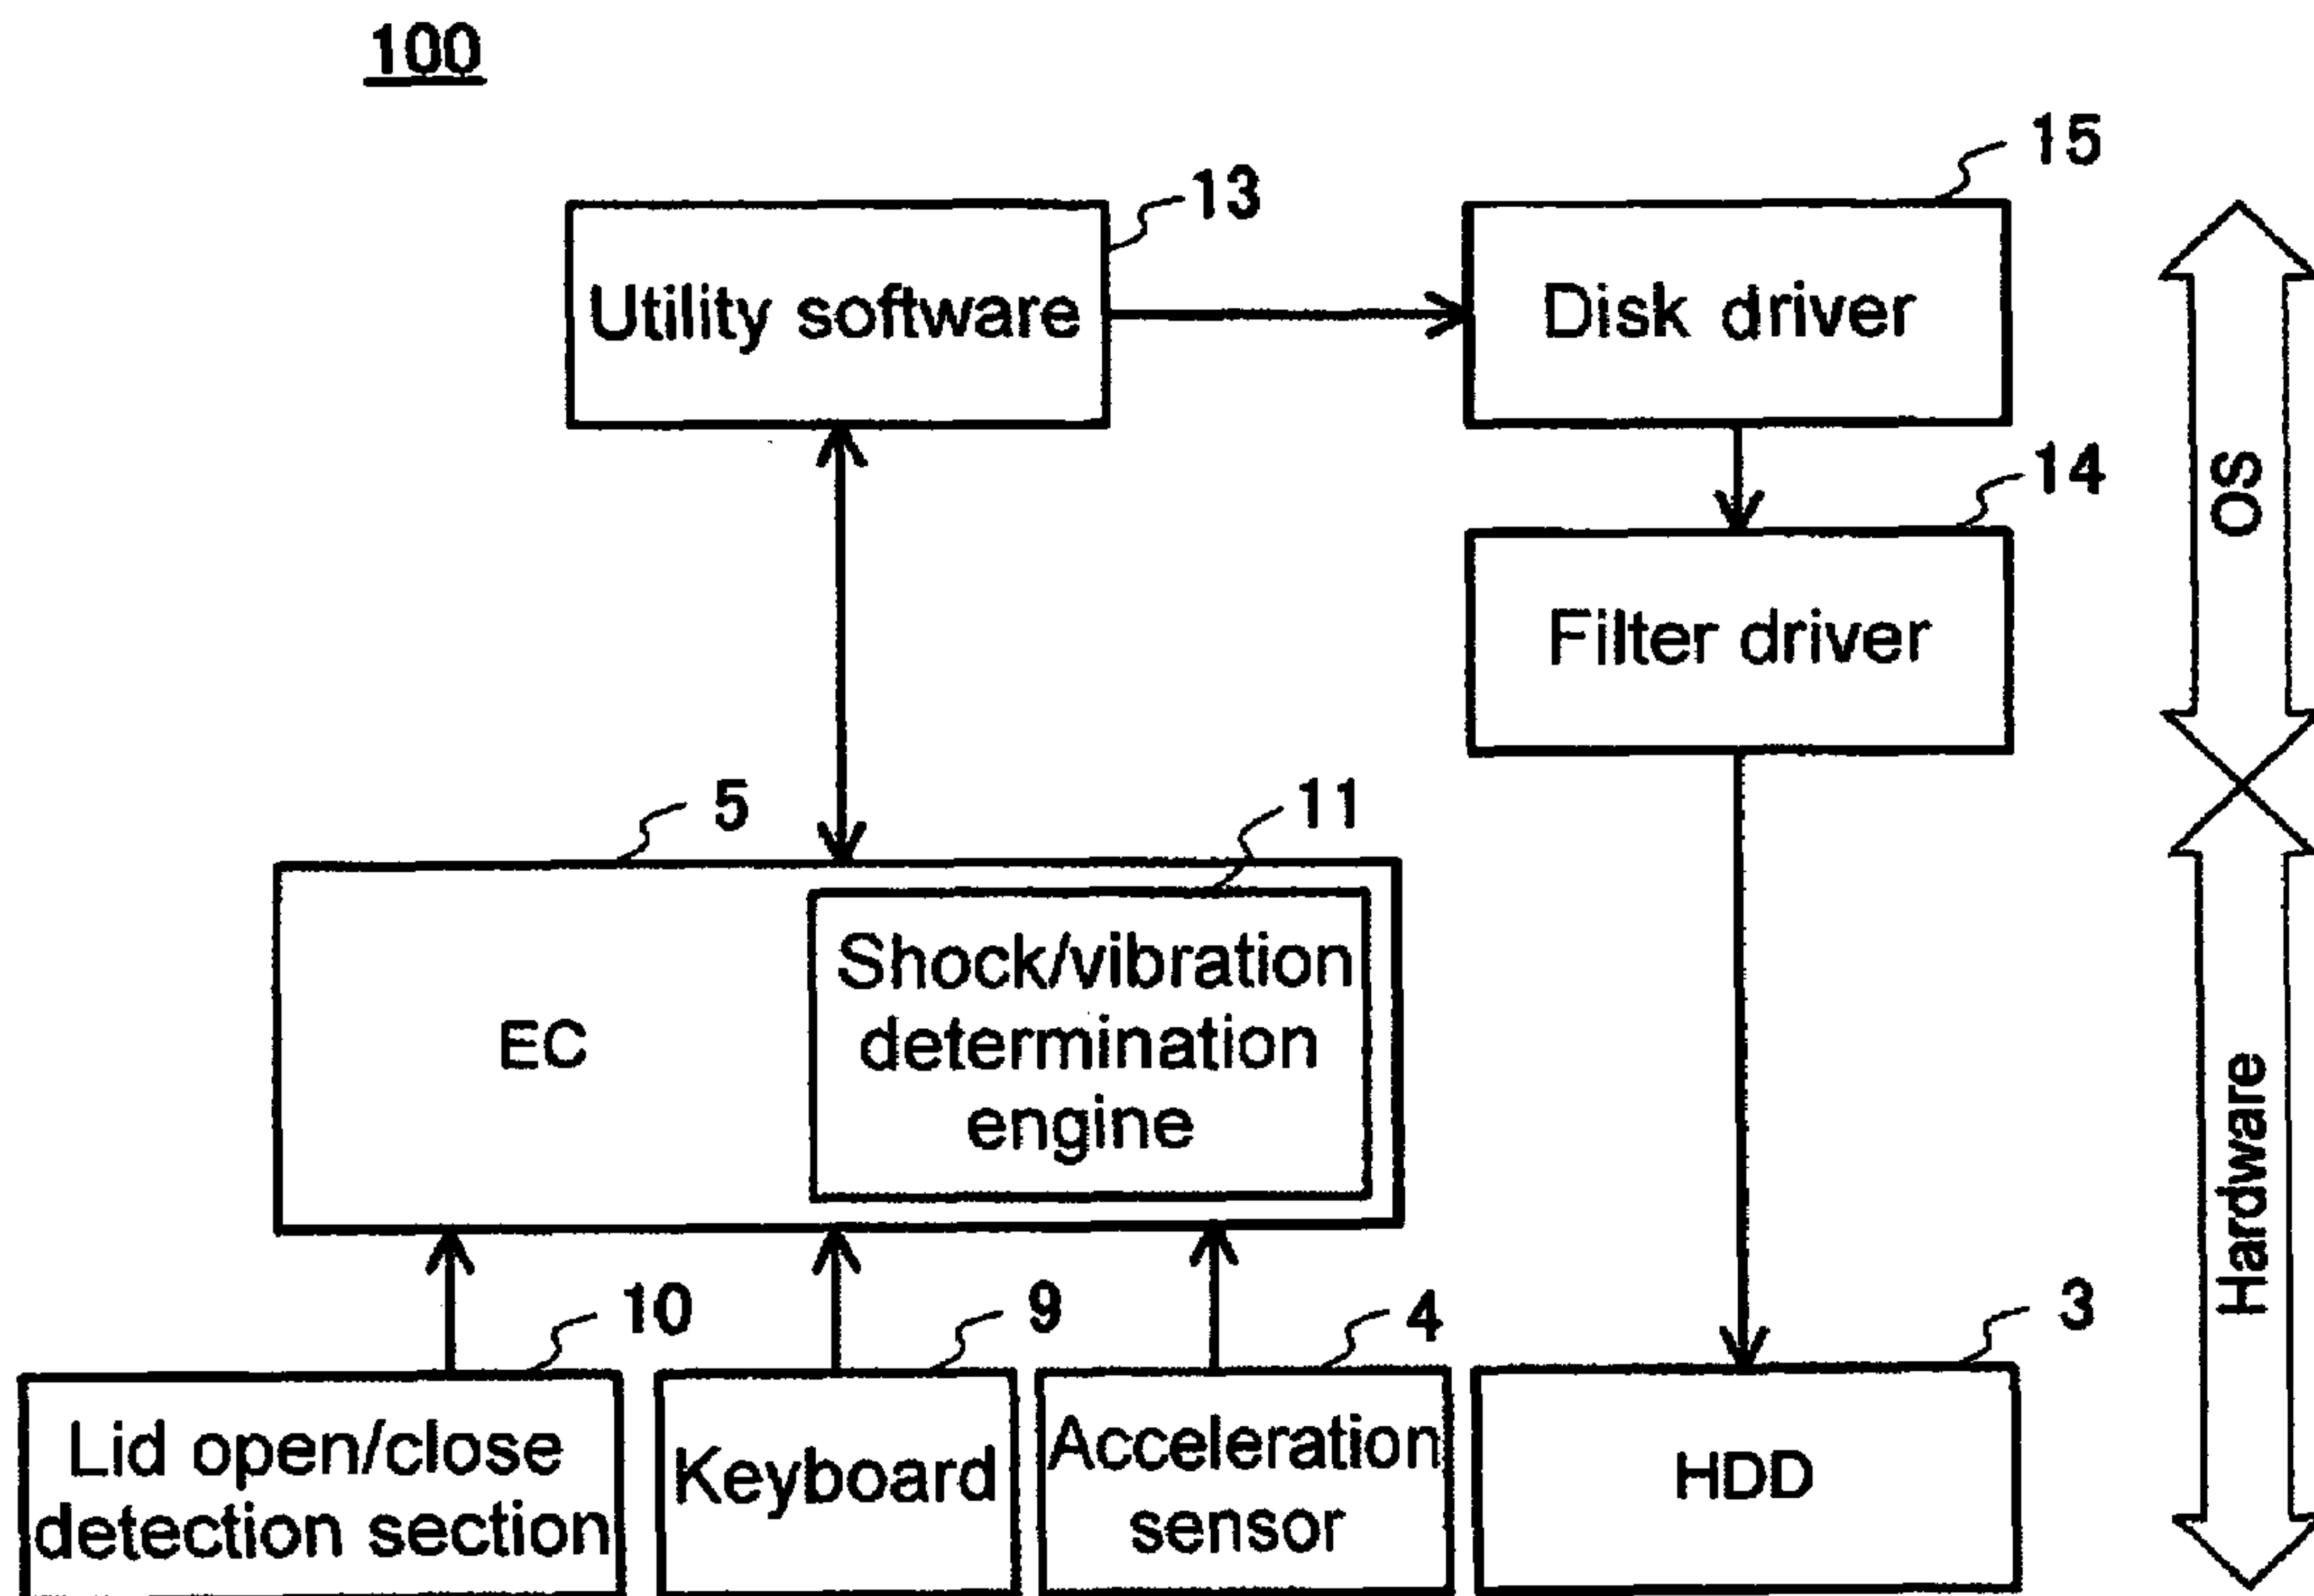 100
15
13
Utility software
Disk driver
14
OS
Filter driver
5
11
Shock/vibration
determination
engine
EC
Hardware
10
9
4
3
Lid open/close
detection section
Keyboard
Acceleration
sensor
HDD